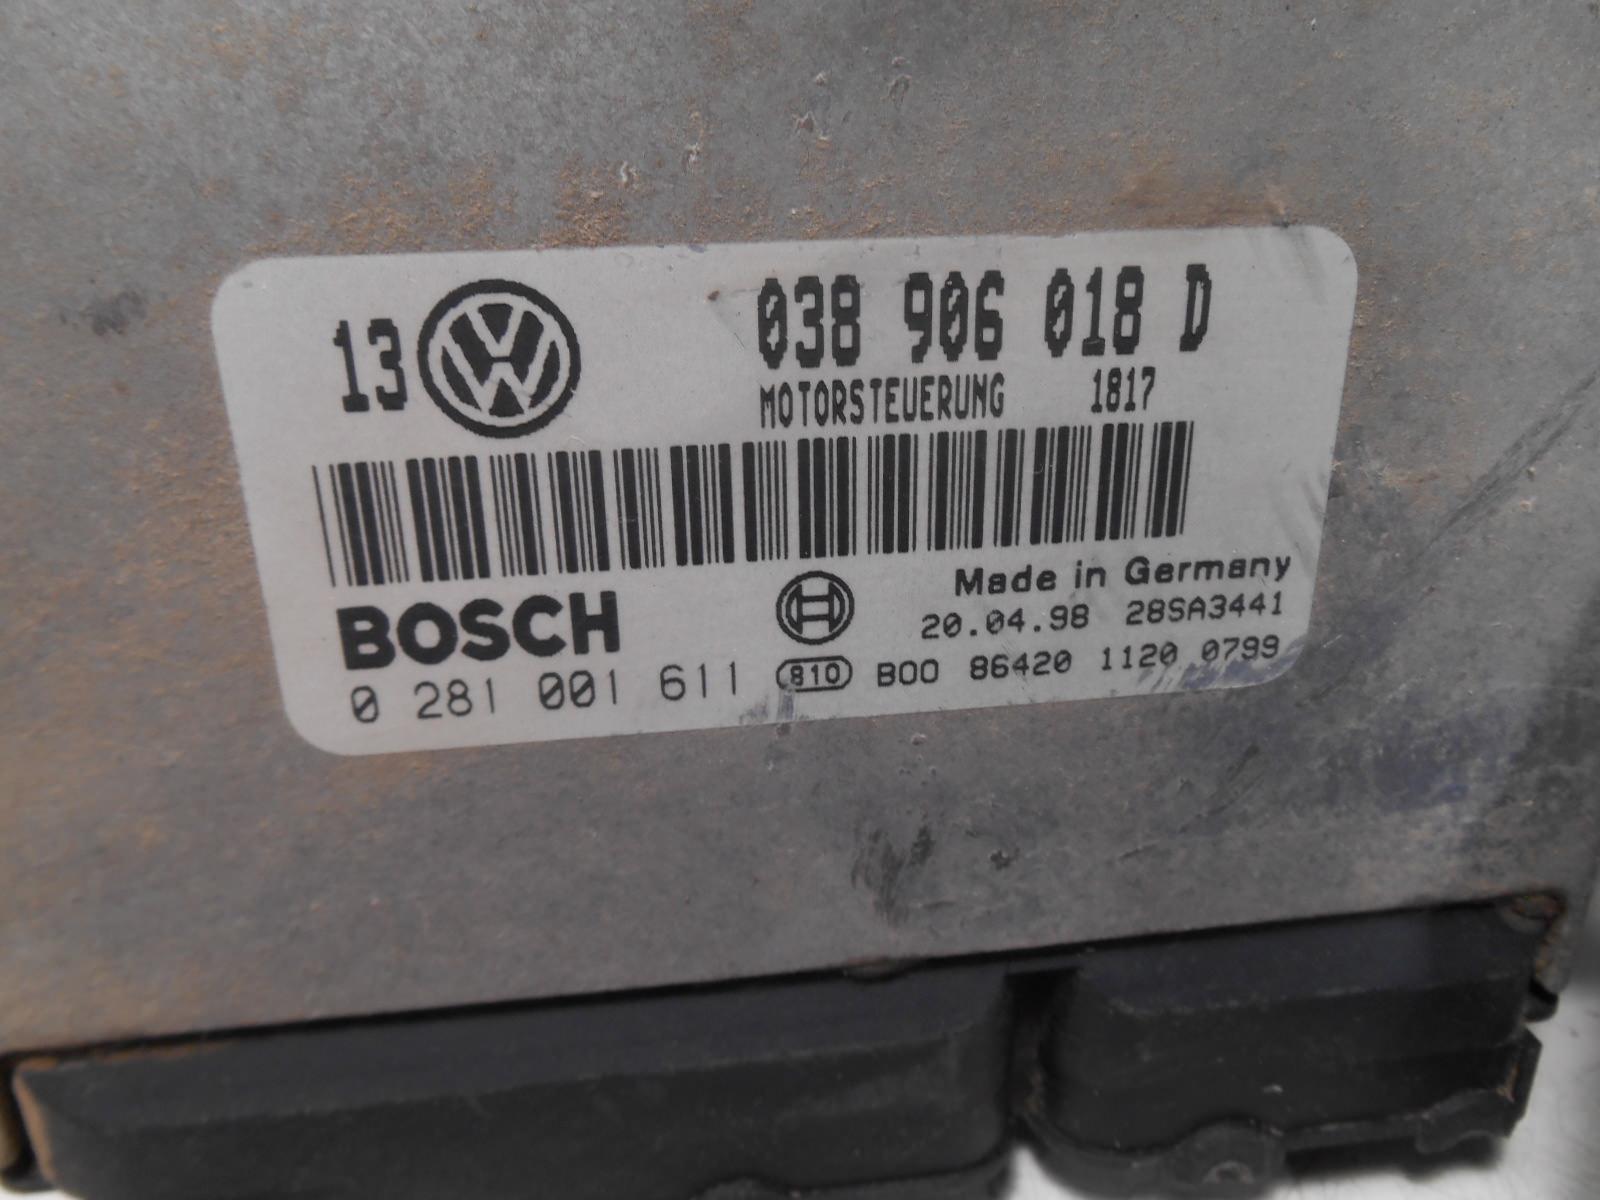 13 VW 038 906 018 D
MOTORSTEUERUNG 1817
Made in Germany
BOSCH 20.04.98 28SA3441
0 281 001 611 810 B00 86420 1120 0799